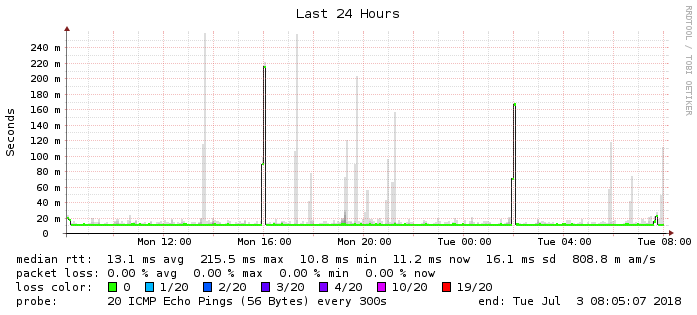 Last 24 Hours
RRDTOOL / TOBI OETIKER
Seconds
240 m
220 m
200 m
180 m
160 m
140 m
120 m
100 m
80 m
60 m
40 m
20 m
0
Mon 12:00 Mon 16:00 Mon 20:00 Tue 00:00 Tue 04:00 Tue 08:00
median rtt: 13.1 ms avg 215.5 ms max 10.8 ms min 11.2 ms now 16.1 ms sd 808.8 m am/s
packet loss: 0.00 % avg 0.00 % max 0.00 % min 0.00 % now
loss color: 0 1/20 2/20 3/20 4/20 10/20 19/20
probe: 20 ICMP Echo Pings (56 Bytes) every 300s end: Tue Jul 3 08:05:07 2018